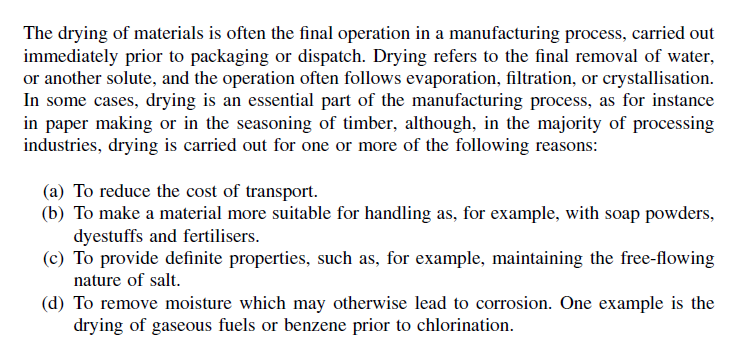 The drying of materials is often the final operation in a manufacturing process, carried out
immediately prior to packaging or dispatch. Drying refers to the final removal of water,
or another solute, and the operation often follows evaporation, filtration, or crystallisation.
In some cases, drying is an essential part of the manufacturing process, as for instance
in paper making or in the seasoning of timber, although, in the majority of processing
industries, drying is carried out for one or more of the following reasons:
(a) To reduce the cost of transport.
(b) To make a material more suitable for handling as, for example, with soap powders,
dyestuffs and fertilisers.
(c) To provide definite properties, such as, for example, maintaining the free-flowing
nature of salt.
(d) To remove moisture which may otherwise lead to corrosion. One example is the
drying of gaseous fuels or benzene prior to chlorination.